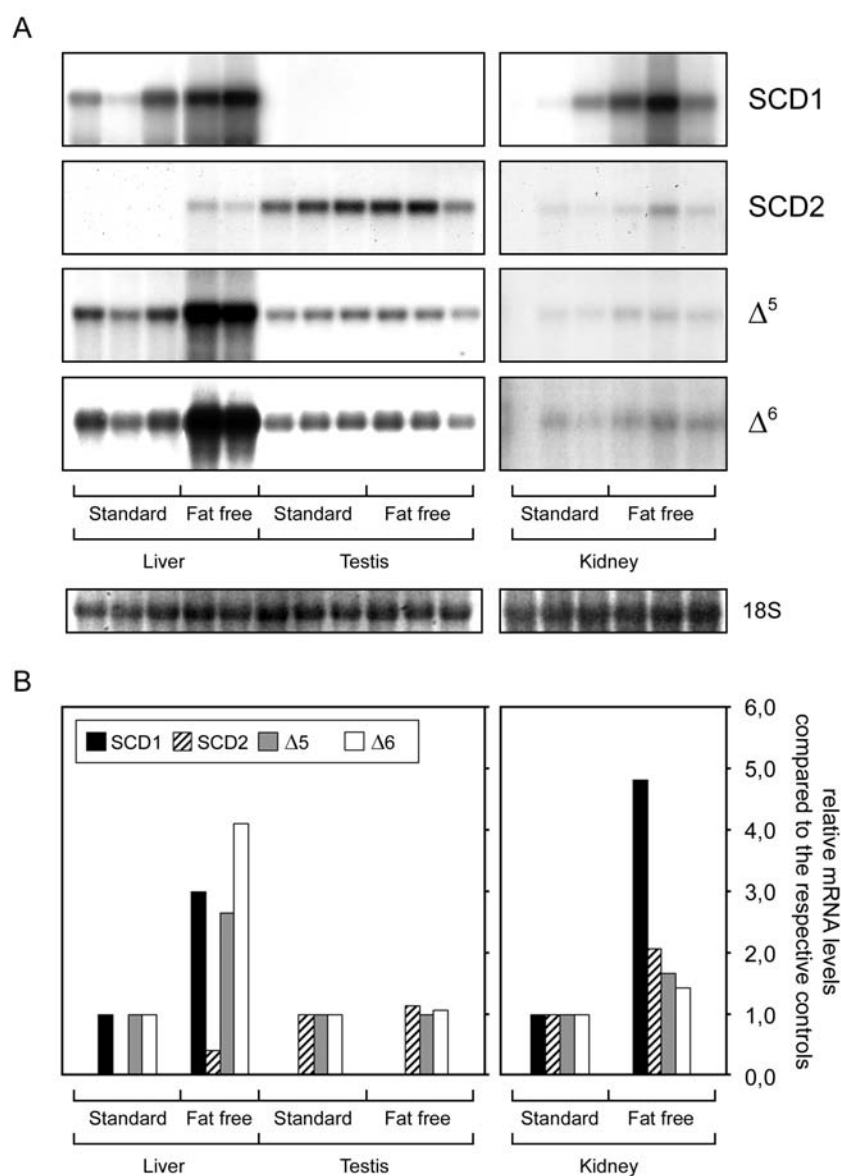 A
SCD1
SCD2
Δ⁵
Δ⁶
Standard Fat free Standard Fat free Standard Fat free
Liver Testis Kidney
18S
B
SCD1 SCD2 Δ5 Δ6
6,0
5,0
4,0
3,0
2,0
1,0
0,0
relative mRNA levels
compared to the respective controls
Standard Fat free Standard Fat free Standard Fat free
Liver Testis Kidney